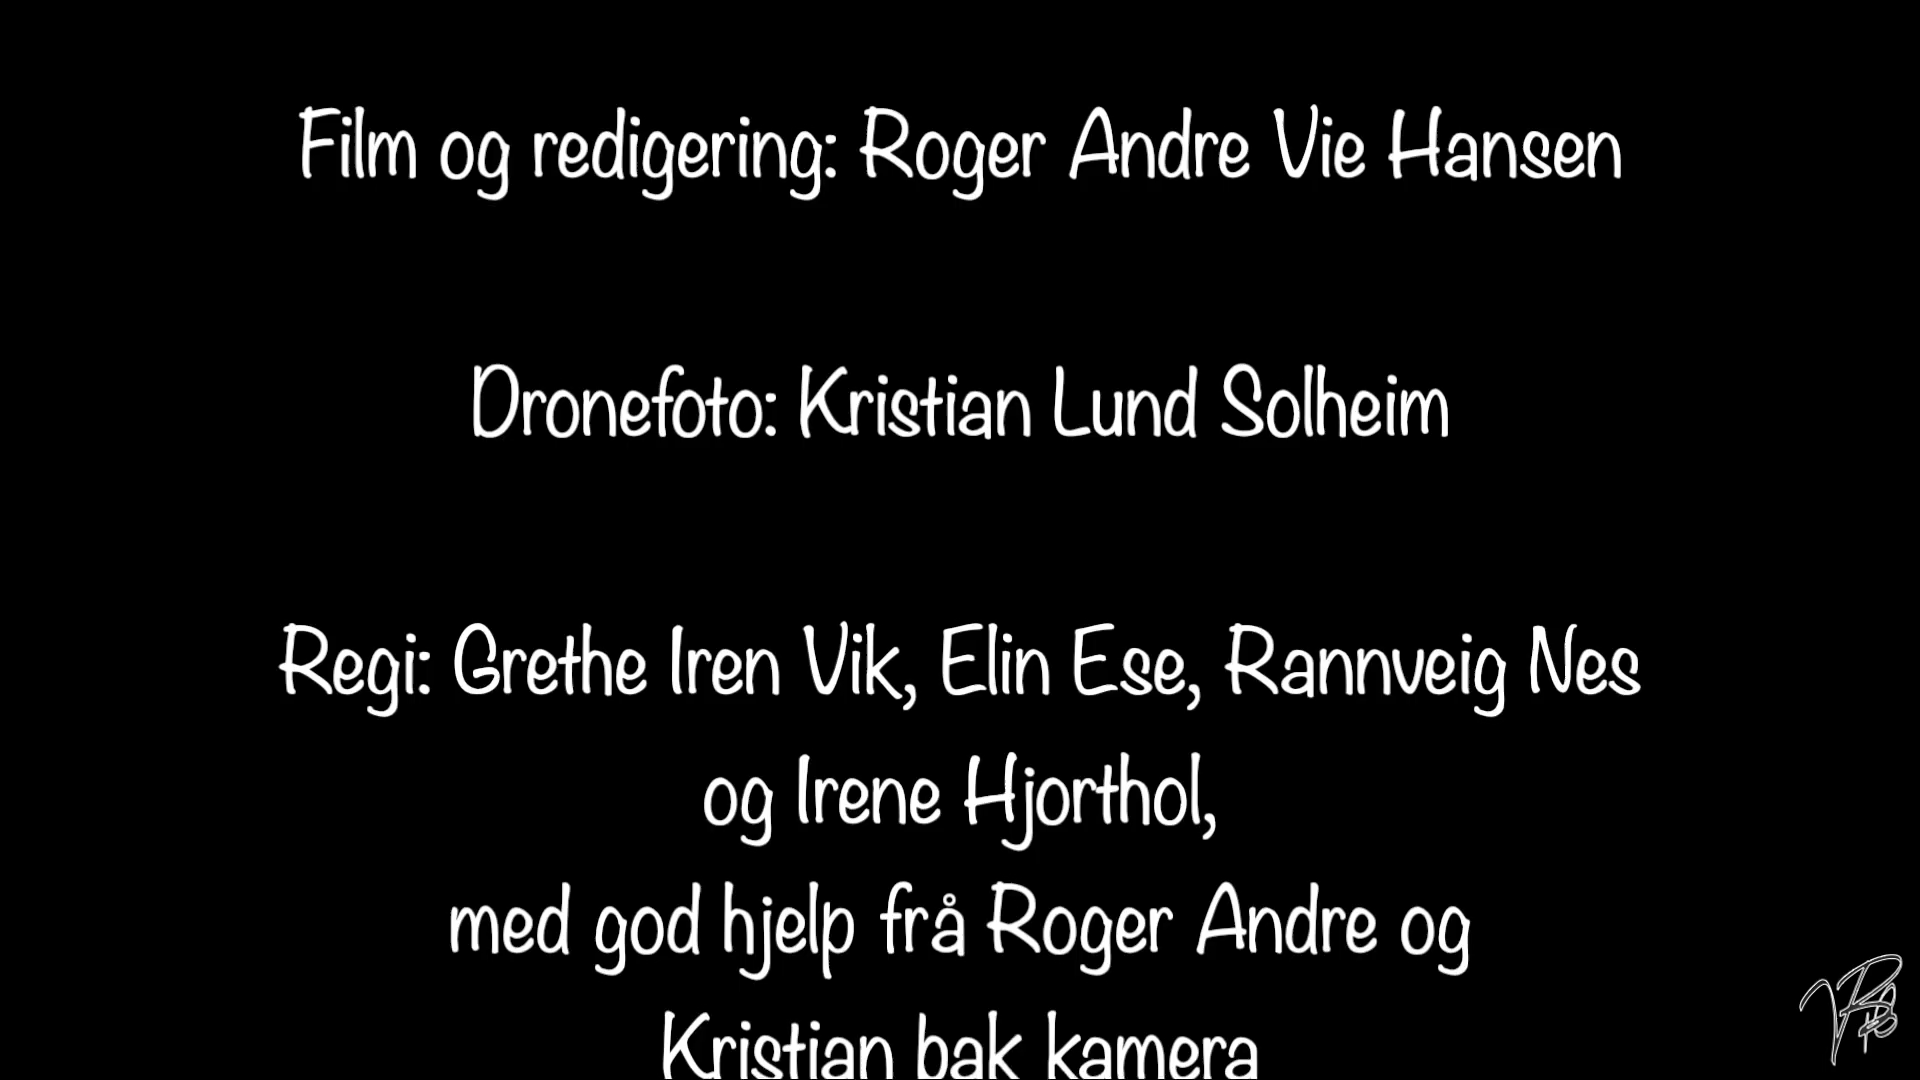 Film og redigering: Roger Andre Vie Hansen
Dronefoto: Kristian Lund Solheim
Regi: Grethe Iren Vik, Elin Ese, Rannveig Nes
og Irene Hjorthol,
med god hjelp frå Roger Andre og
Kristian bak kamera